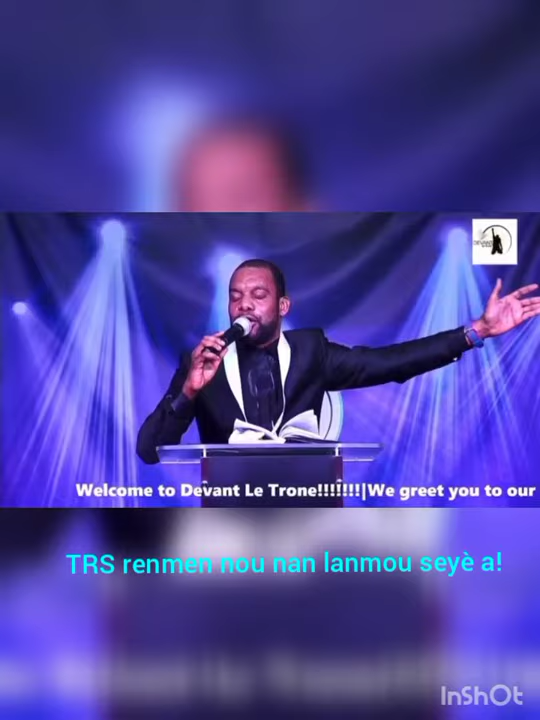 Welcome to Devant Le Trone!!!!!!!|We greet you to our
TRS renmen nou nan lanmou seyè a!
InShOt